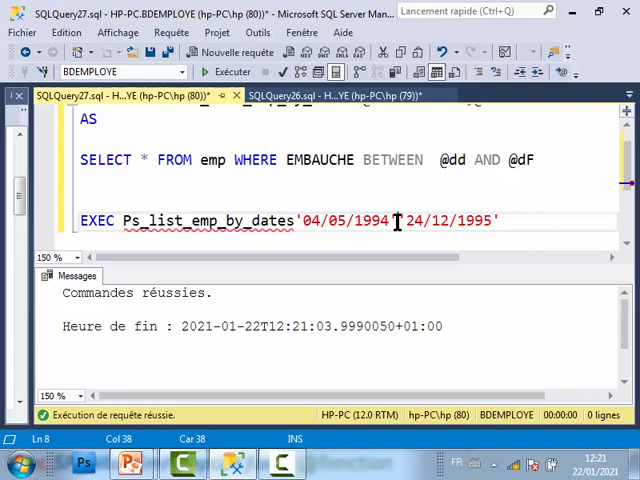 SQLQuery27.sql - HP-PC.BDEMPLOYE (hp-PC\hp (80))* - Microsoft SQL Server Man...
Lancement rapide (Ctrl+Q)
Fichier Edition Affichage Projet Outils Fenêtre Aide
Nouvelle requête
BDEMPLOYE Exécuter
SQLQuery27.sql - H...YE (hp-PC\hp (80))* SQLQuery26.sql - H...YE (hp-PC\hp (79))*
AS
SELECT * FROM emp WHERE EMBAUCHE BETWEEN @dd AND @dF
EXEC Ps_list_emp_by_dates'04/05/1994' '24/12/1995'
150 %
Messages
Commandes réussies.
Heure de fin : 2021-01-22T12:21:03.9990050+01:00
150 %
Exécution de requête réussie. HP-PC (12.0 RTM) hp-PC\hp (80) BDEMPLOYE 00:00:00 0 lignes
Ln 8 Col 38 Car 38 INS
Ps FR 12:21
22/01/2021